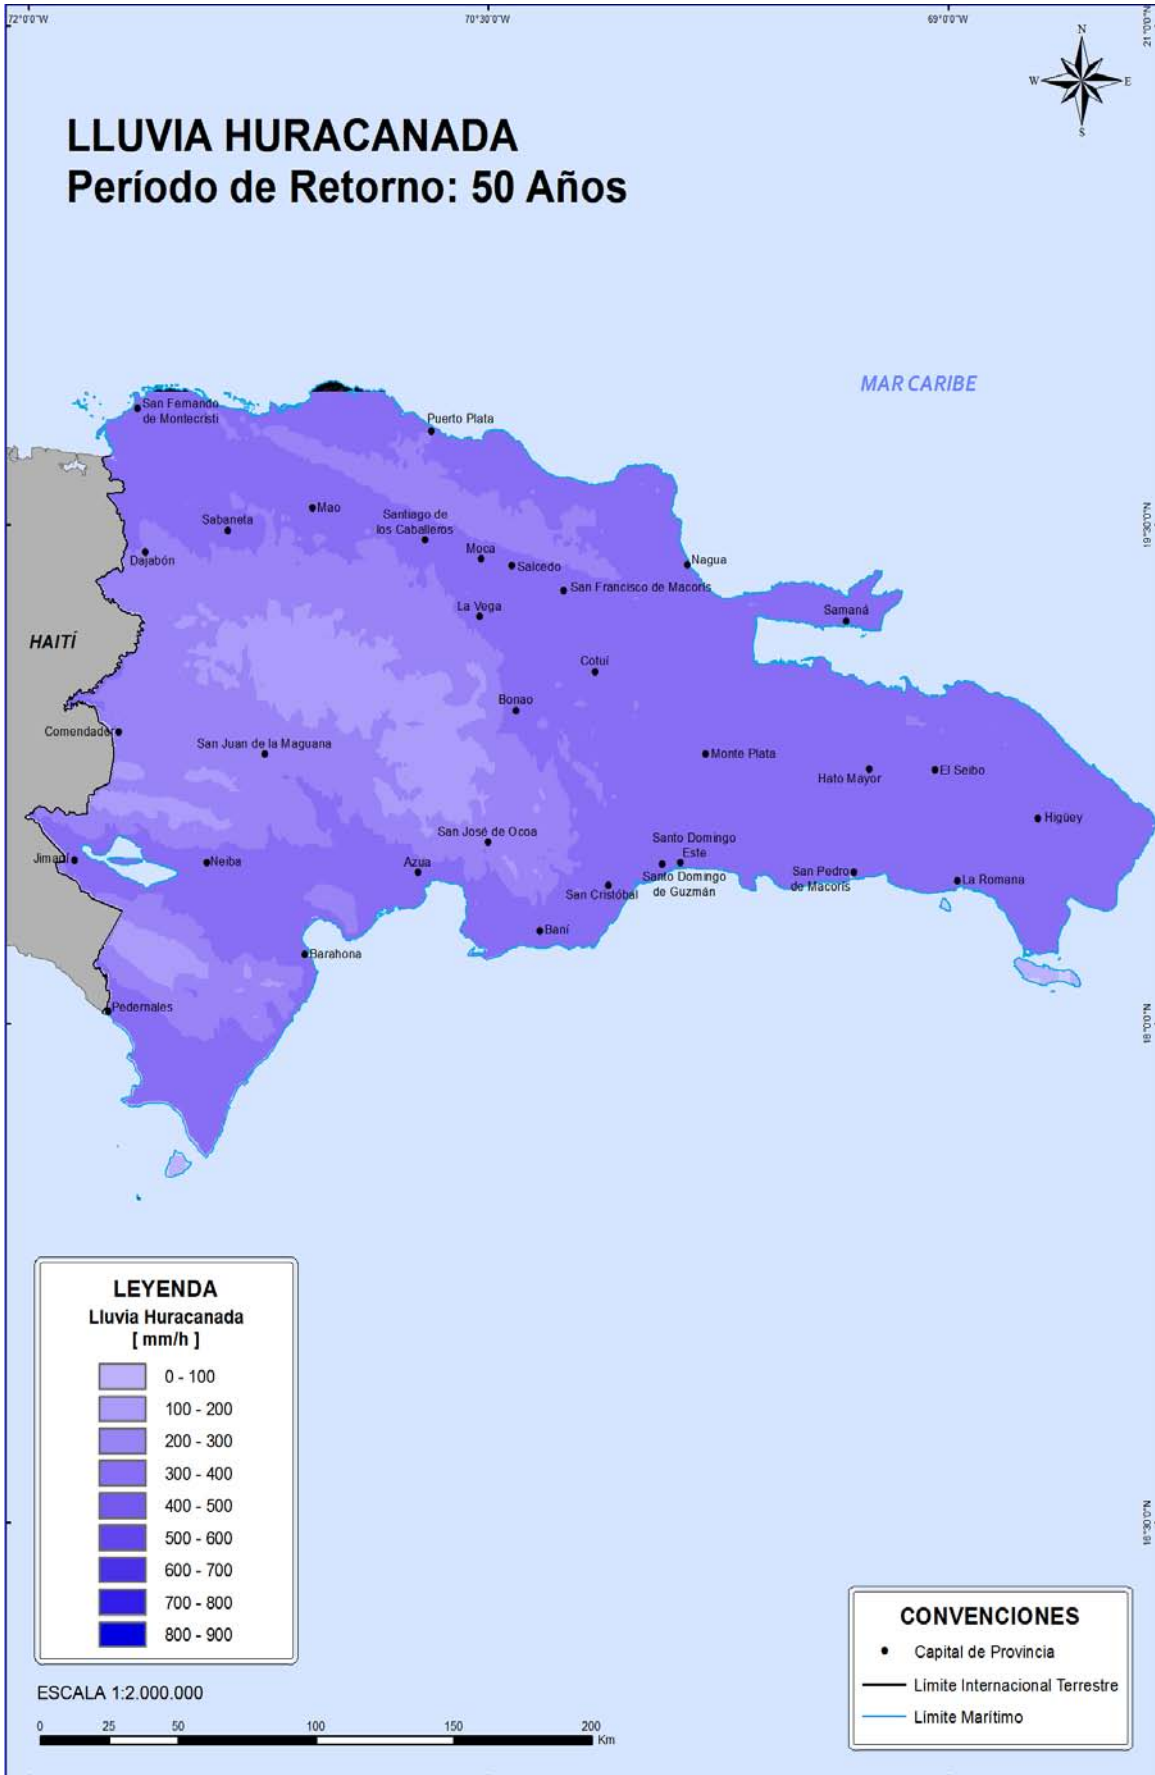 72°0'0"W
70°30'0"W
69°0'0"W
21°0'0"N
N
W
E
S
LLUVIA HURACANADA
Período de Retorno: 50 Años
MAR CARIBE
San Fernando
de Montecristi
Puerto Plata
Mao
Sabaneta
Santiago de
los Caballeros
19°30'0"N
Dajabón
Moca
Salcedo
Nagua
San Francisco de Macorís
La Vega
Samaná
HAITÍ
Cotuí
Bonao
Comendador
San Juan de la Maguana
Monte Plata
Hato Mayor
El Seibo
Higüey
San José de Ocoa
Santo Domingo
Este
Jimaní
Neiba
Azua
Santo Domingo
de Guzmán
San Pedro
de Macorís
La Romana
San Cristóbal
Baní
Barahona
Pedernales
18°0'0"N
LEYENDA
Lluvia Huracanada
[ mm/h ]
0 - 100
100 - 200
200 - 300
300 - 400
400 - 500
500 - 600
600 - 700
700 - 800
800 - 900
16°30'0"N
CONVENCIONES
Capital de Provincia
Límite Internacional Terrestre
Límite Marítimo
ESCALA 1:2.000.000
0 25 50 100 150 200
Km